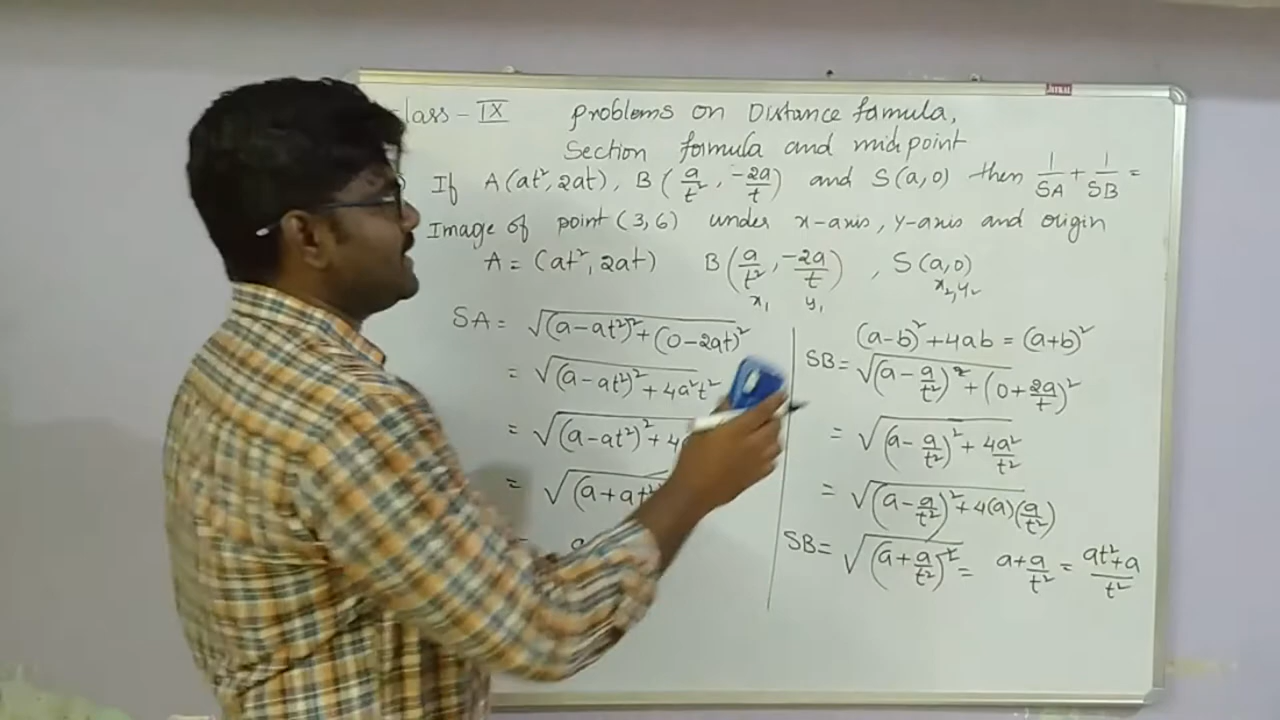 lass - IX problems on Distance famula,
Section formula and midpoint
If A(at², 2at), B(a/t², -2a/t) and S(a,0) then 1/SA + 1/SB =
Image of point (3,6) under x-axis, y-axis and origin
A = (at², 2at) B(a/t², -2a/t), S(a,0)
x₁ y₁ x₂, y₂
SA = √(a-at²)²+(0-2at)²
= √(a-at²)²+4a²t²
= √(a-at²)²+4
= √(a+at²
=
(a-b)²+4ab = (a+b)²
SB = √(a-a/t²)²+(0+2a/t)²
= √(a-a/t²)²+4a²/t²
= √(a-a/t²)²+4(a)(a/t²)
SB = √(a+a/t²)² = a+a/t² = at²+a/t²